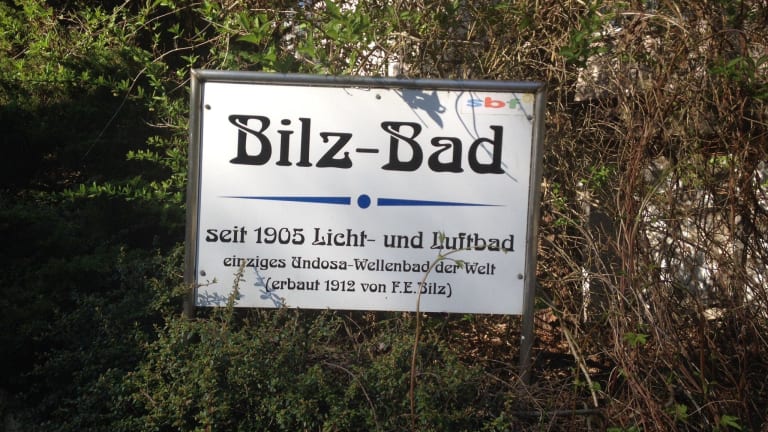 sbf
Bilz-Bad
seit 1905 Licht- und Luftbad
einziges Undosa-Wellenbad der Welt
(erbaut 1912 von F.E.Bilz)